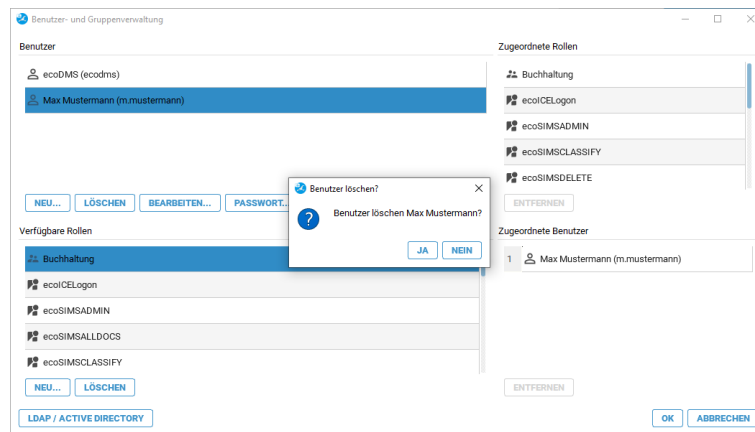 Benutzer- und Gruppenverwaltung
Benutzer
Zugeordnete Rollen
ecoDMS (ecodms)
Max Mustermann (m.mustermann)
Buchhaltung
ecoICELogon
ecoSIMSADMIN
ecoSIMSCLASSIFY
ecoSIMSDELETE
NEU... LÖSCHEN BEARBEITEN... PASSWORT...
ENTFERNEN
Benutzer löschen?
Benutzer löschen Max Mustermann?
JA NEIN
Verfügbare Rollen
Zugeordnete Benutzer
Buchhaltung
ecoICELogon
ecoSIMSADMIN
ecoSIMSALLDOCS
ecoSIMSCLASSIFY
1 Max Mustermann (m.mustermann)
NEU... LÖSCHEN
ENTFERNEN
LDAP / ACTIVE DIRECTORY
OK ABBRECHEN